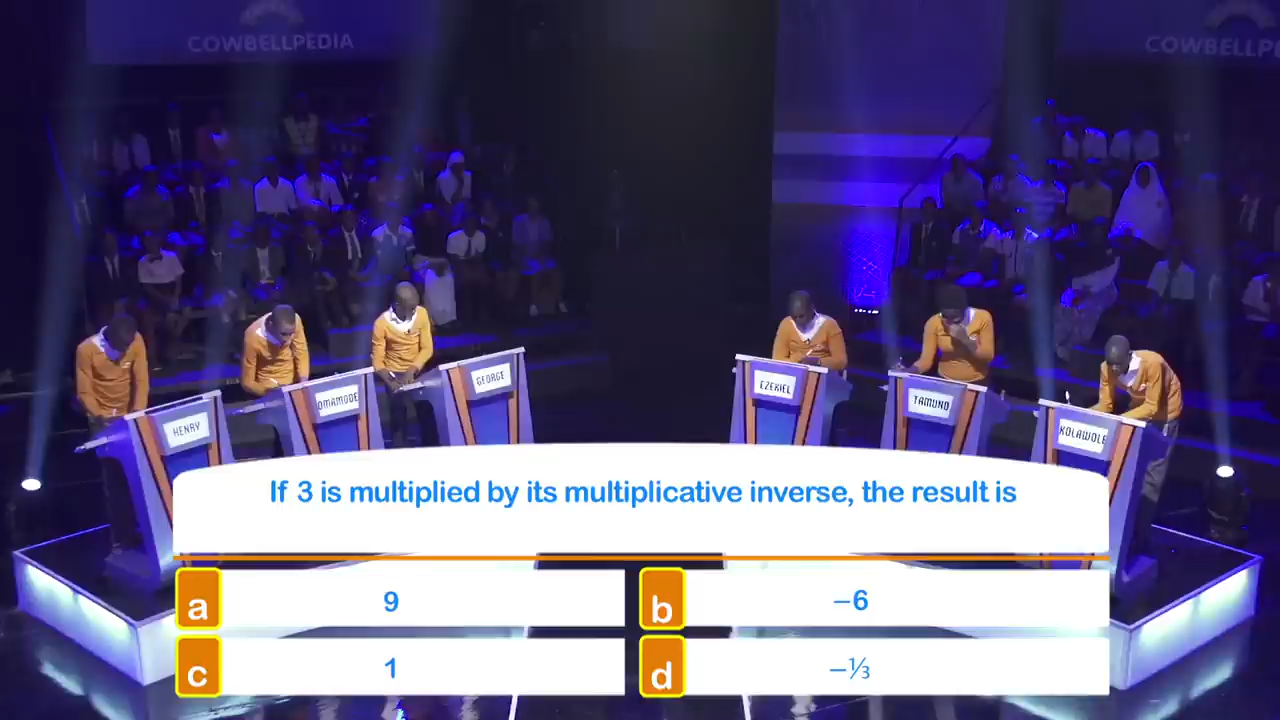 COWBELLPEDIA
COWBELLPE
HENRY
OMAMODE
GEORGE
EZEKIEL
TAMUNO
KOLAWOLE
If 3 is multiplied by its multiplicative inverse, the result is
a 9
b −6
c 1
d −⅓